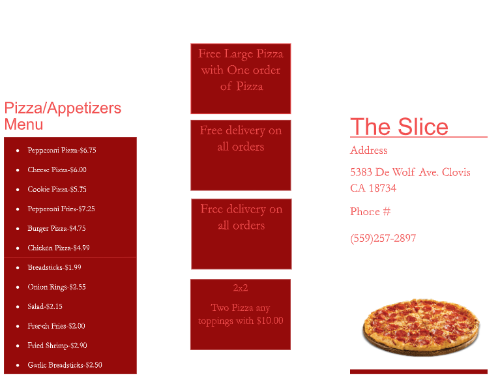 Pizza/Appetizers
Menu
Pepperoni Pizza-$6.75
Cheese Pizza-$6.00
Cookie Pizza-$5.75
Pepperoni Fries-$7.25
Burger Pizza-$4.75
Chicken Pizza-$4.99
Breadsticks-$1.99
Onion Rings-$2.55
Salad-$2.15
French Fries-$2.00
Fried Shrimp-$2.90
Garlic Breadsticks-$2.50
Free Large Pizza
with One order
of Pizza
Free delivery on
all orders
Free delivery on
all orders
2x2
Two Pizza any
toppings with $10.00
The Slice
Address
5383 De Wolf Ave. Clovis
CA 18734
Phone #
(559)257-2897